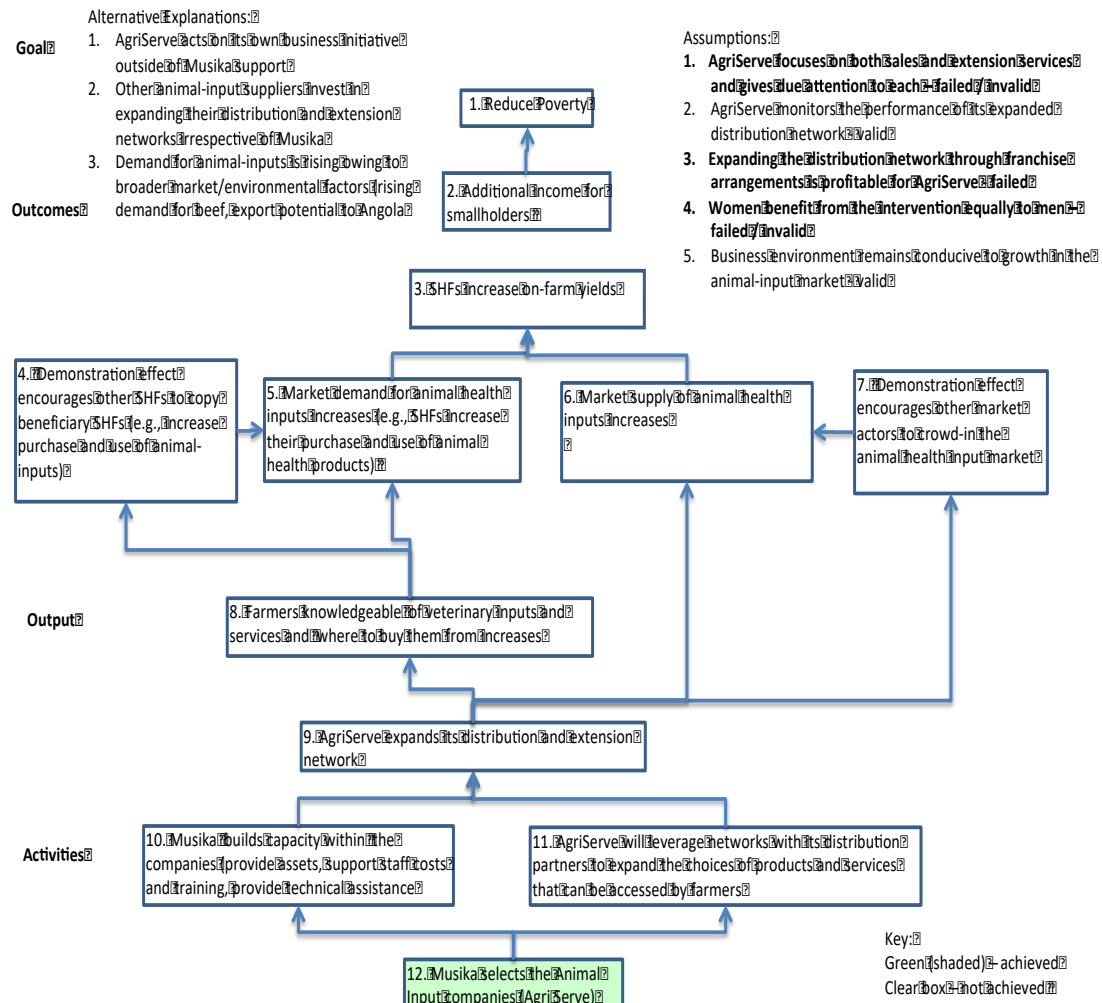 Alternative Explanations:
Goal
1. AgriServe acts on its own business initiative
outside of Musika support
2. Other animal-input suppliers invest in
expanding their distribution and extension
networks irrespective of Musika
3. Demand for animal-inputs is rising owing to
broader market/environmental factors (rising
demand for beef, export potential to Angola
Assumptions:
1. AgriServe focuses on both sales and extension services
and gives due attention to each – failed / invalid
2. AgriServe monitors the performance of its expanded
distribution network - valid
3. Expanding the distribution network through franchise
arrangements is profitable for AgriServe - failed
4. Women benefit from the intervention equally to men –
failed / invalid
5. Business environment remains conducive to growth in the
animal-input market - valid
1. Reduce Poverty
Outcomes
2. Additional income for
smallholders
3. SHFs increase on-farm yields
4. Demonstration effect
encourages other SHFs to copy
beneficiary SHFs (e.g., increase
purchase and use of animal-
inputs)
5. Market demand for animal health
inputs increases (e.g., SHFs increase
their purchase and use of animal
health products)
6. Market supply of animal health
inputs increases
7. Demonstration effect
encourages other market
actors to crowd-in the
animal health input market
Output
8. Farmers knowledgeable of veterinary inputs and
services and where to buy them from increases
9. AgriServe expands its distribution and extension
network
Activities
10. Musika builds capacity within the
companies (provide assets, support staff costs
and training, provide technical assistance
11. AgriServe will leverage networks with its distribution
partners to expand the choices of products and services
that can be accessed by farmers
12. Musika selects the Animal
Input companies (Agri Serve)
Key:
Green (shaded) – achieved
Clear box – not achieved